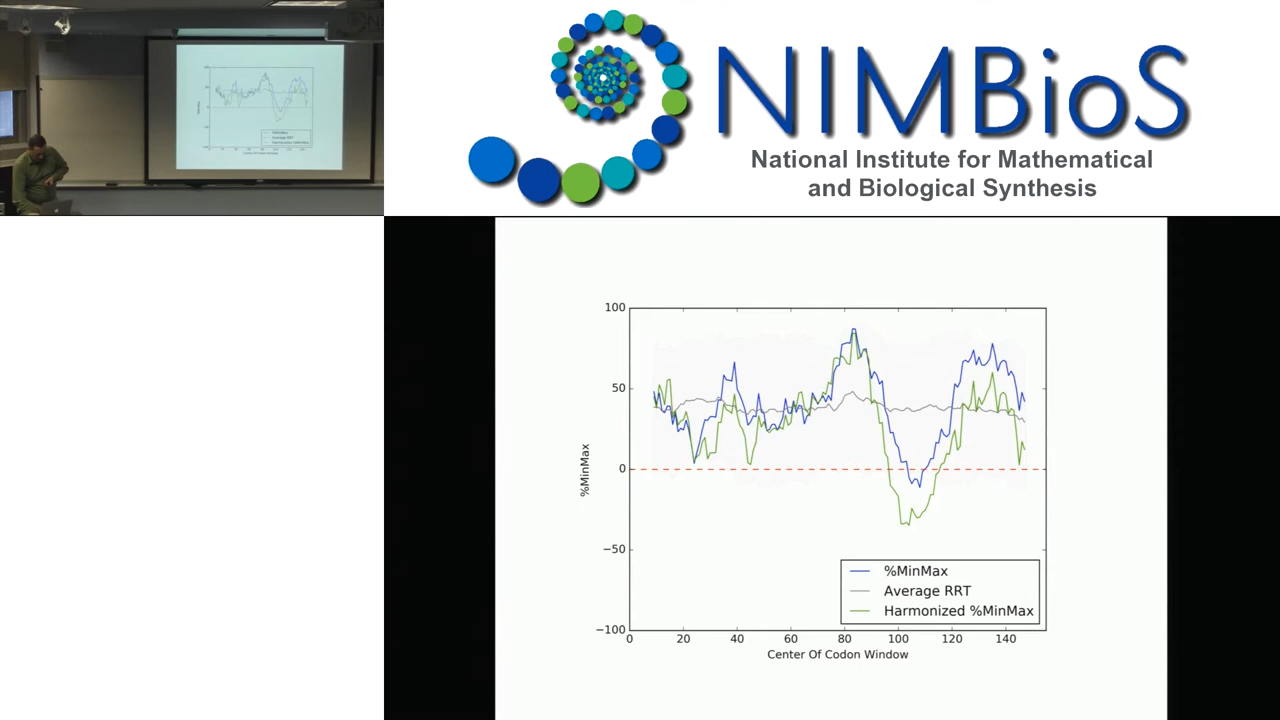 NIMBioS
National Institute for Mathematical
and Biological Synthesis
100
50
0
−50
−100
%MinMax
0 20 40 60 80 100 120 140
Center Of Codon Window
%MinMax
Average RRT
Harmonized %MinMax